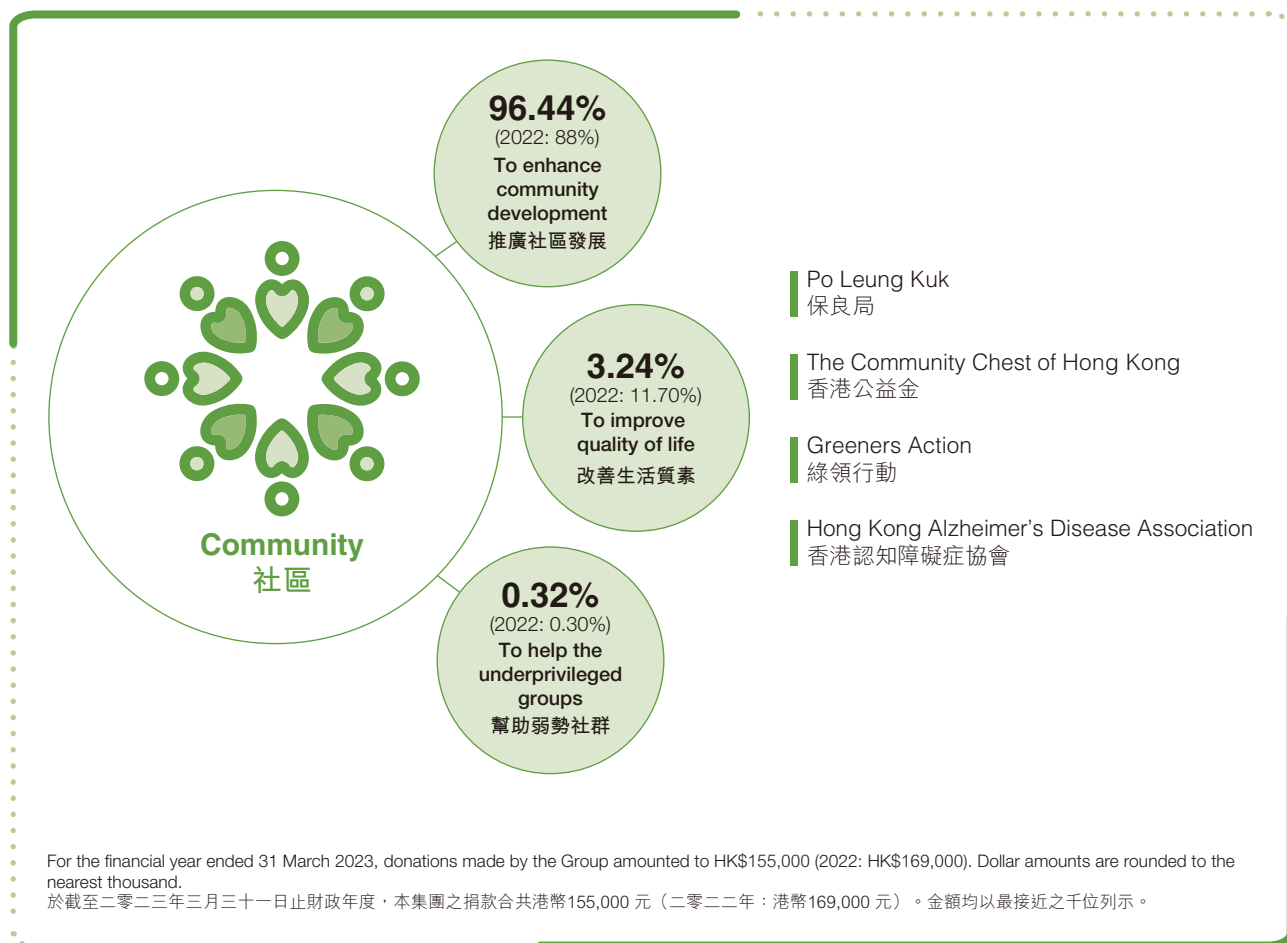 96.44%
(2022: 88%)
To enhance
community
development
推廣社區發展
3.24%
(2022: 11.70%)
To improve
quality of life
改善生活質素
0.32%
(2022: 0.30%)
To help the
underprivileged
groups
幫助弱勢社群
Community
社區
Po Leung Kuk
保良局
The Community Chest of Hong Kong
香港公益金
Greeners Action
綠領行動
Hong Kong Alzheimer's Disease Association
香港認知障礙症協會
For the financial year ended 31 March 2023, donations made by the Group amounted to HK$155,000 (2022: HK$169,000). Dollar amounts are rounded to the
nearest thousand.
於截至二零二三年三月三十一日止財政年度，本集團之捐款合共港幣155,000 元（二零二二年：港幣169,000 元）。金額均以最接近之千位列示。